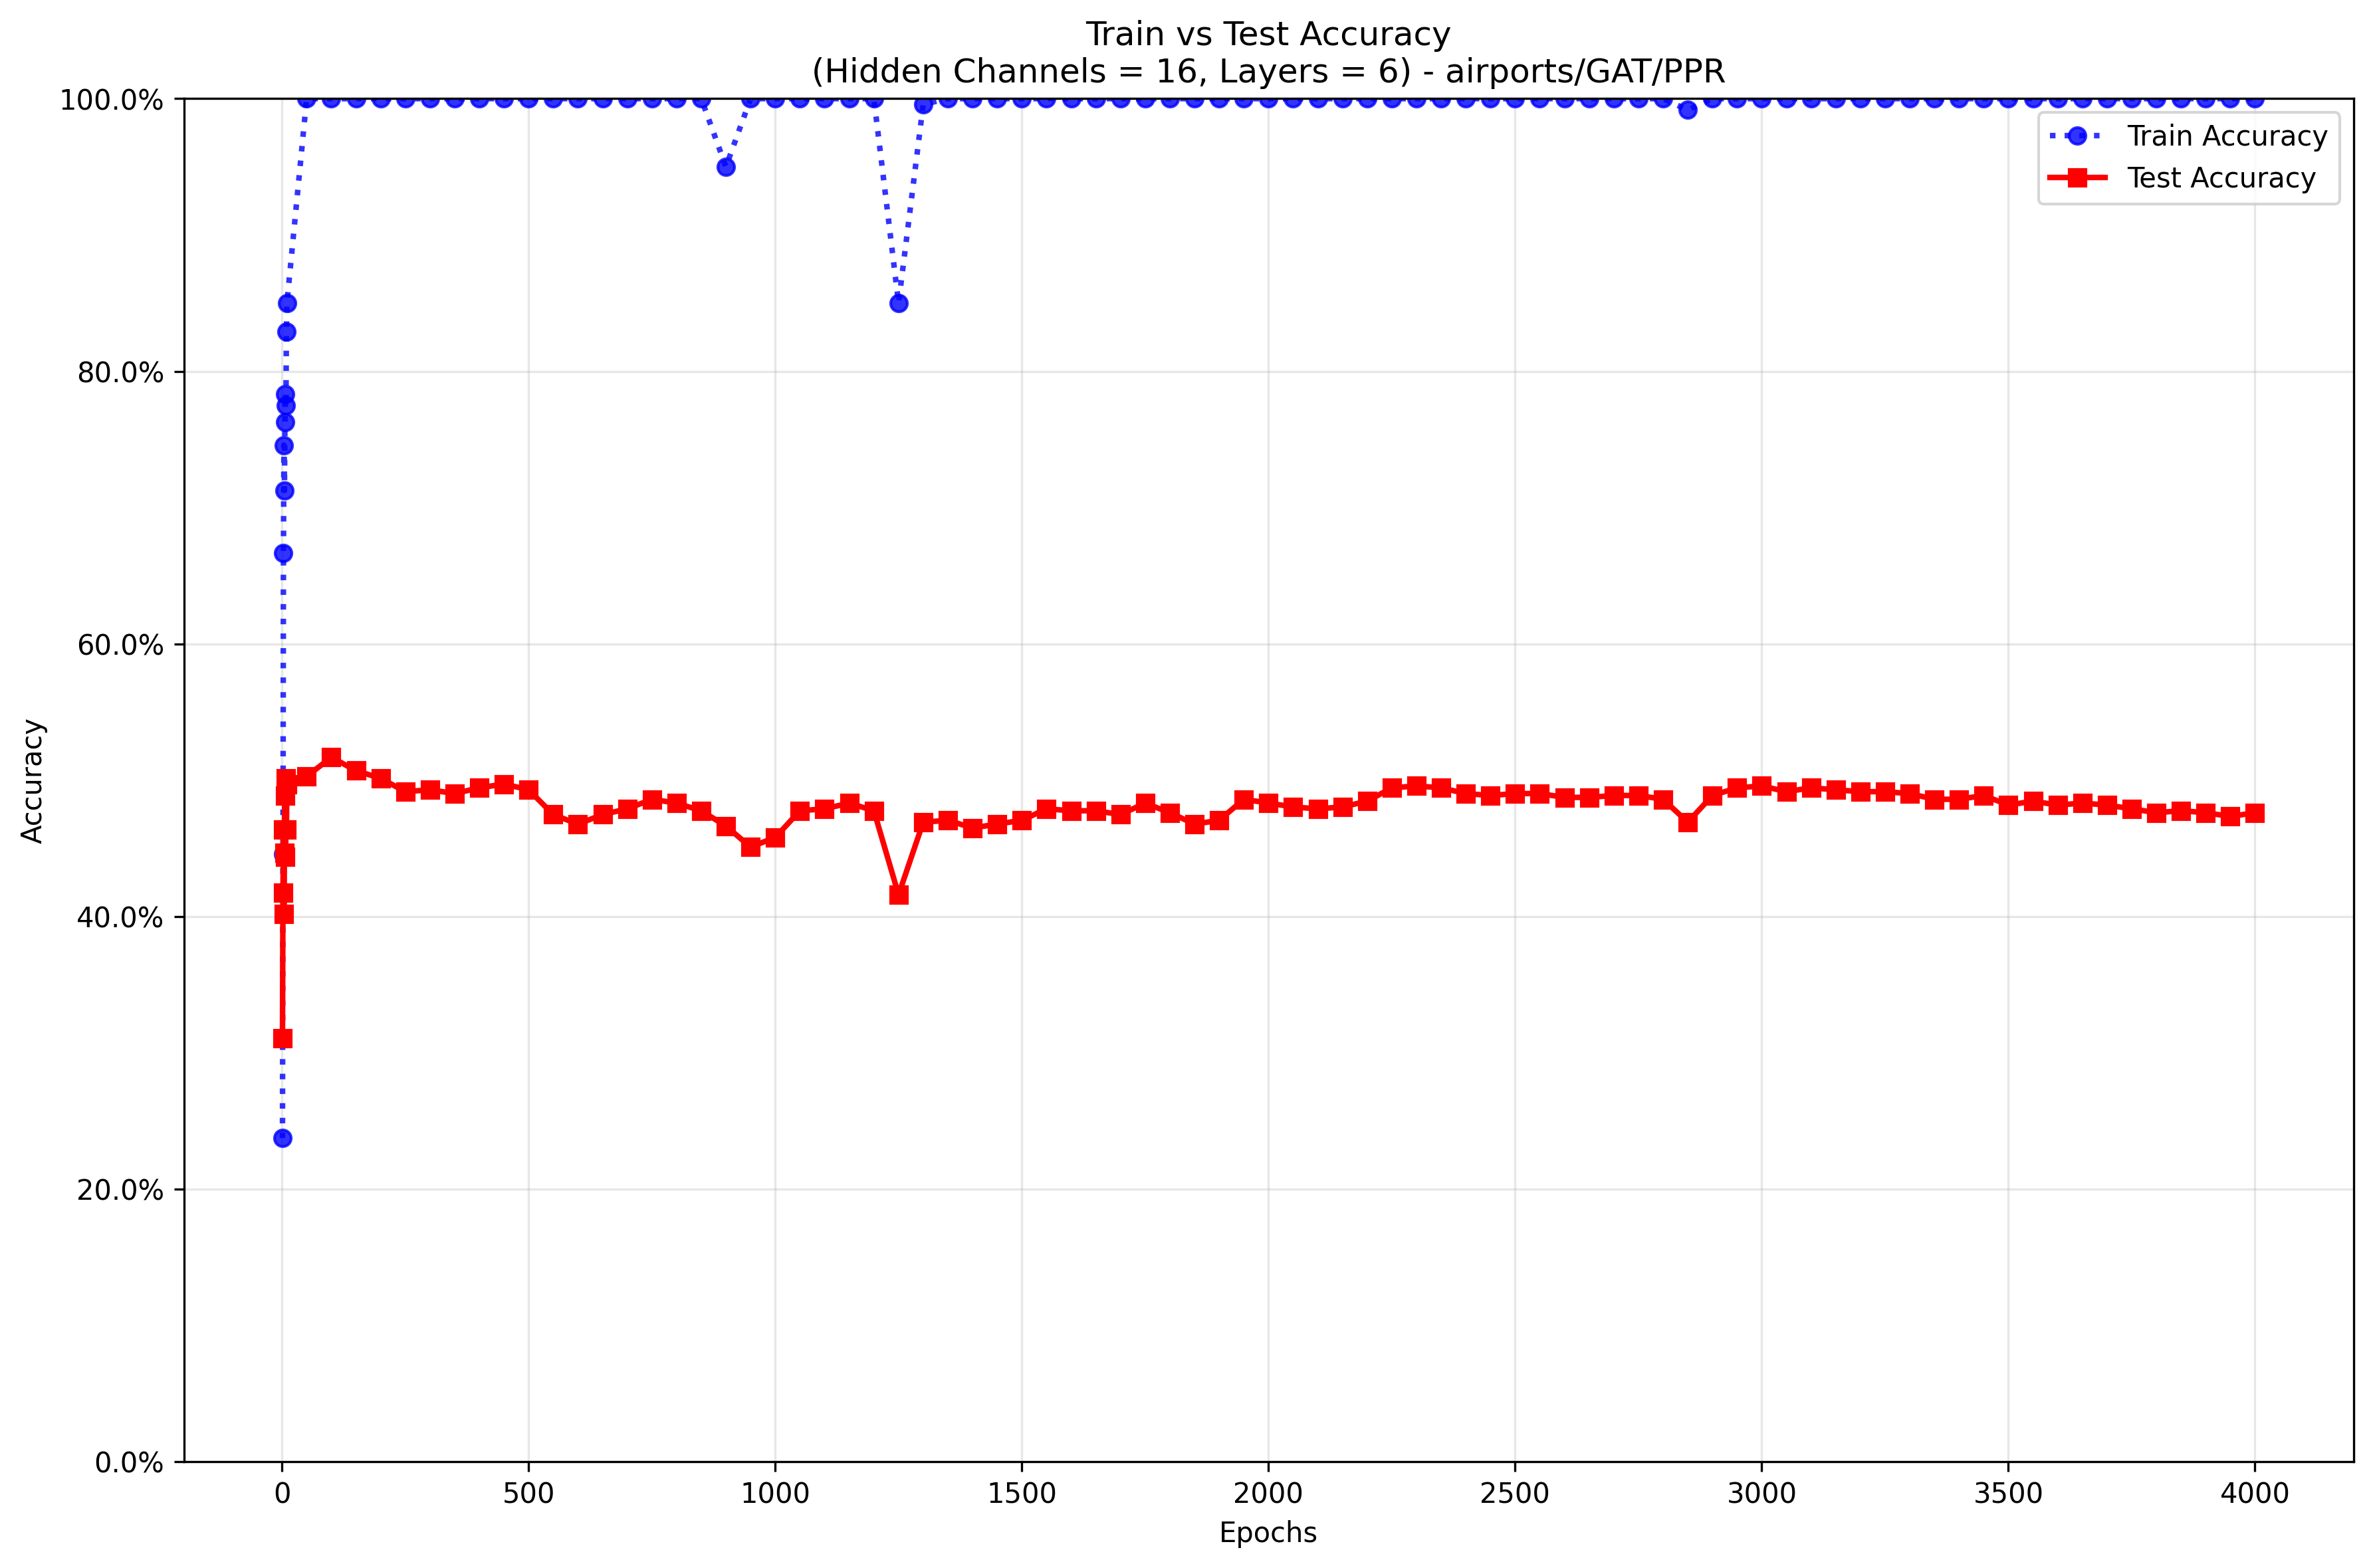 Train vs Test Accuracy
(Hidden Channels = 16, Layers = 6) - airports/GAT/PPR
100.0%
80.0%
60.0%
40.0%
20.0%
0.0%
Accuracy
Train Accuracy
Test Accuracy
0 500 1000 1500 2000 2500 3000 3500 4000
Epochs